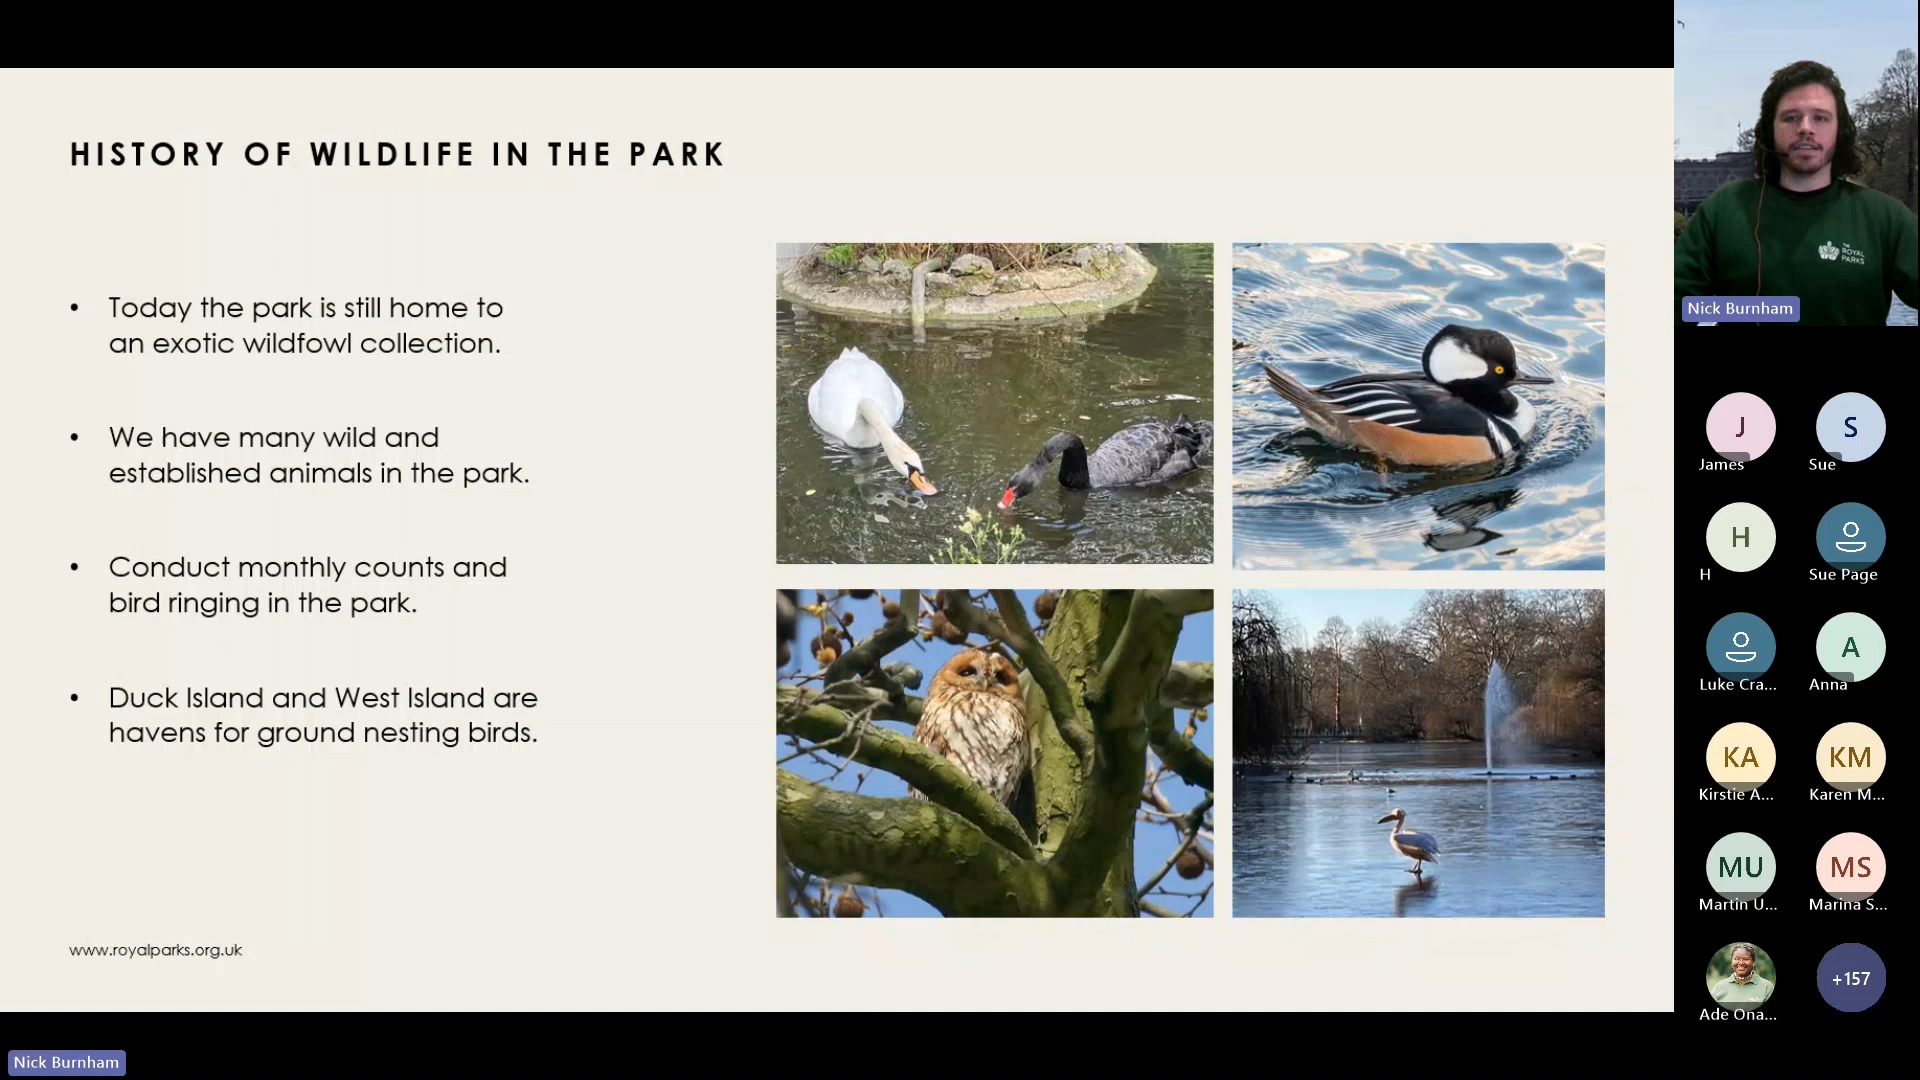 HISTORY OF WILDLIFE IN THE PARK
• Today the park is still home to
an exotic wildfowl collection.
• We have many wild and
established animals in the park.
• Conduct monthly counts and
bird ringing in the park.
• Duck Island and West Island are
havens for ground nesting birds.
www.royalparks.org.uk
Nick Burnham
THE
ROYAL
PARKS
Nick Burnham
J
James
S
Sue
H
H
Sue Page
Luke Cra...
A
Anna
KA
Kirstie A...
KM
Karen M...
MU
Martin U...
MS
Marina S...
Ade Ona...
+157